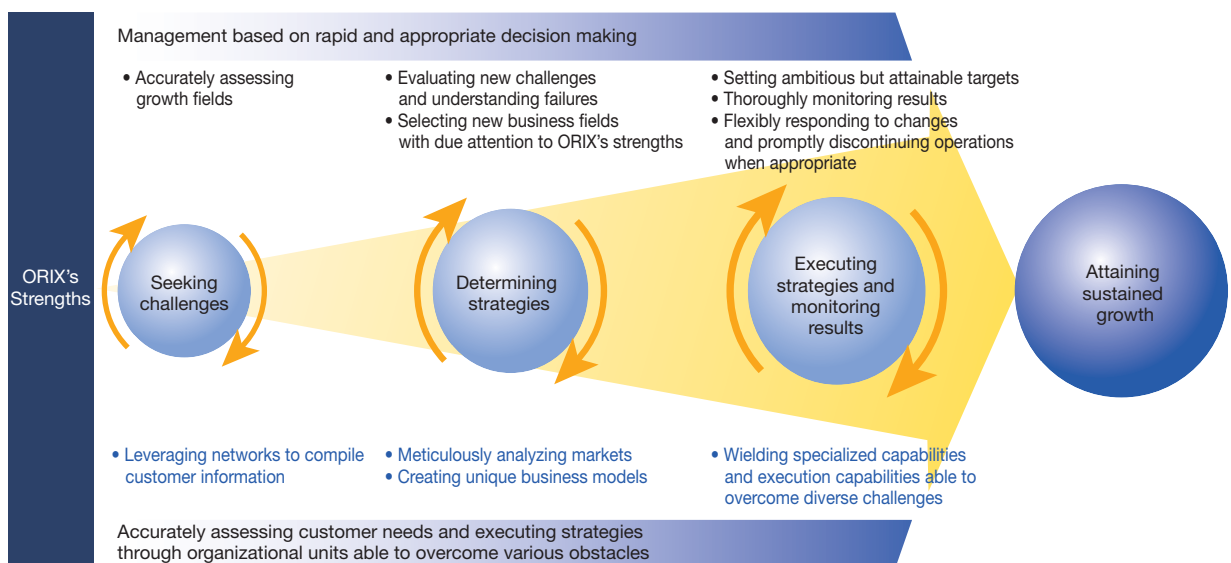 ORIX's
Strengths
Management based on rapid and appropriate decision making
• Accurately assessing
growth fields
• Evaluating new challenges
and understanding failures
• Selecting new business fields
with due attention to ORIX's strengths
• Setting ambitious but attainable targets
• Thoroughly monitoring results
• Flexibly responding to changes
and promptly discontinuing operations
when appropriate
Seeking
challenges
Determining
strategies
Executing
strategies and
monitoring
results
Attaining
sustained
growth
• Leveraging networks to compile
customer information
• Meticulously analyzing markets
• Creating unique business models
• Wielding specialized capabilities
and execution capabilities able to
overcome diverse challenges
Accurately assessing customer needs and executing strategies
through organizational units able to overcome various obstacles